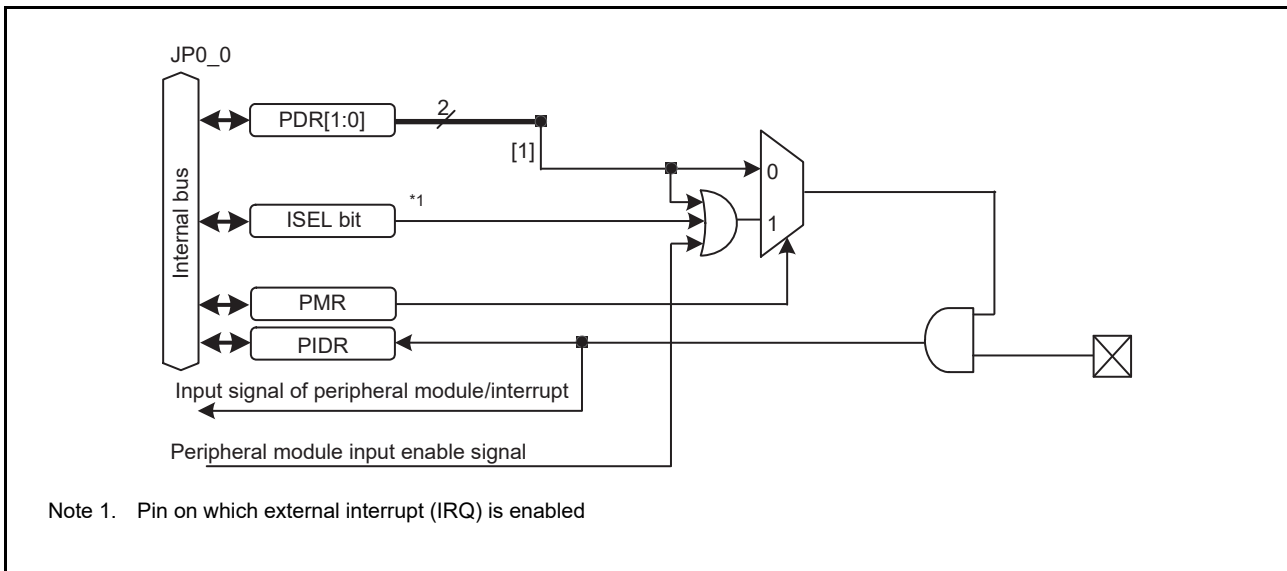 JP0_0
PDR[1:0]
2
[1]
0
Internal bus
ISEL bit
*1
1
PMR
PIDR
Input signal of peripheral module/interrupt
Peripheral module input enable signal
Note 1. Pin on which external interrupt (IRQ) is enabled